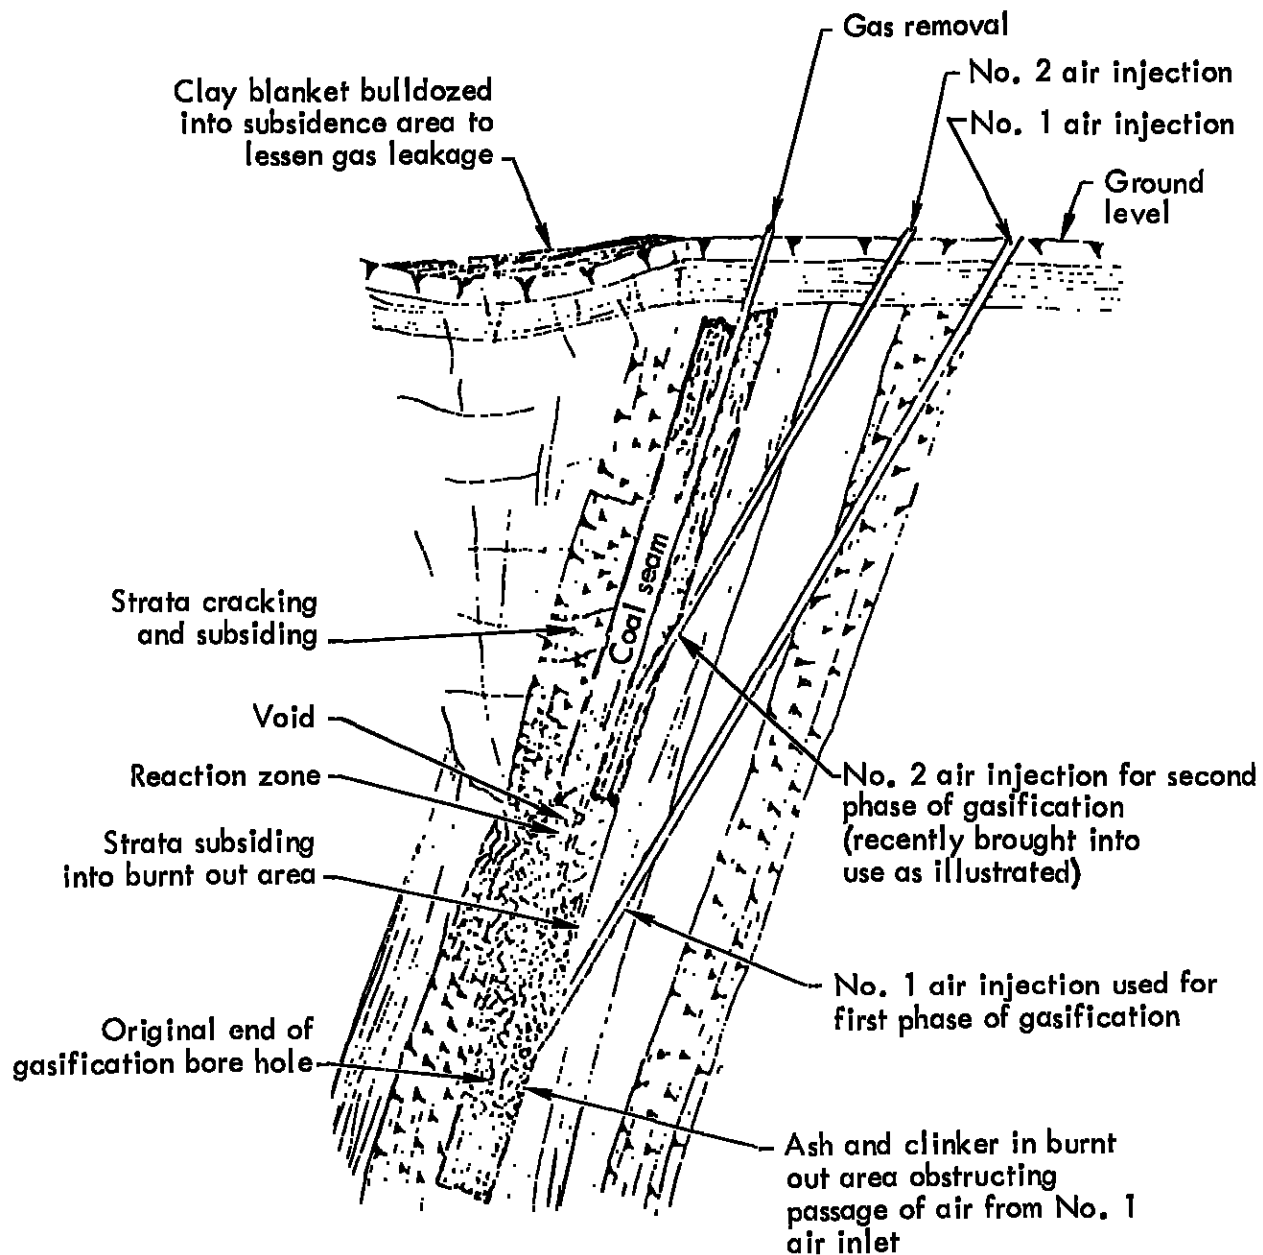 Gas removal
No. 2 air injection
No. 1 air injection
Ground
level
Clay blanket bulldozed
into subsidence area to
lessen gas leakage
Coal seam
Strata cracking
and subsiding
Void
Reaction zone
Strata subsiding
into burnt out area
Original end of
gasification bore hole
No. 2 air injection for second
phase of gasification
(recently brought into
use as illustrated)
No. 1 air injection used for
first phase of gasification
Ash and clinker in burnt
out area obstructing
passage of air from No. 1
air inlet